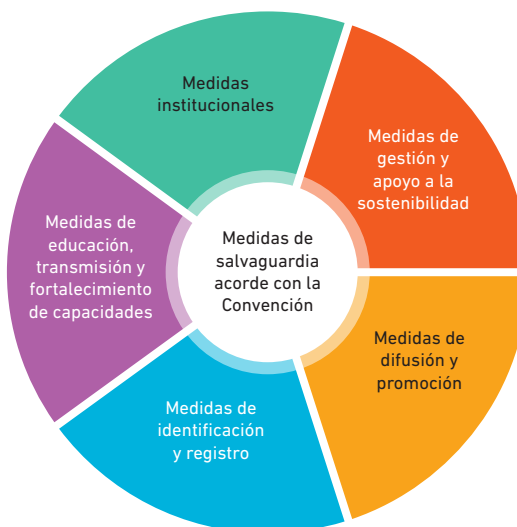 Medidas
institucionales
Medidas de
gestión y
apoyo a la
sostenibilidad
Medidas de
educación,
transmisión y
fortalecimiento
de capacidades
Medidas de
salvaguardia
acorde con la
Convención
Medidas de
difusión y
promoción
Medidas de
identificación
y registro